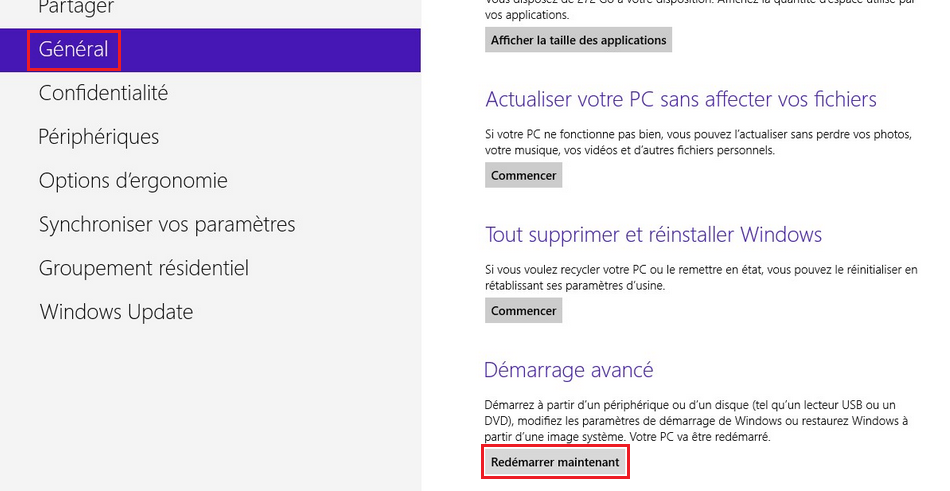 Partager
Général
Confidentialité
Périphériques
Options d'ergonomie
Synchroniser vos paramètres
Groupement résidentiel
Windows Update
Vous disposez de 272 Go à votre disposition. Affichez la quantité d'espace utilisé par
vos applications.
Afficher la taille des applications
Actualiser votre PC sans affecter vos fichiers
Si votre PC ne fonctionne pas bien, vous pouvez l'actualiser sans perdre vos photos,
votre musique, vos vidéos et d'autres fichiers personnels.
Commencer
Tout supprimer et réinstaller Windows
Si vous voulez recycler votre PC ou le remettre en état, vous pouvez le réinitialiser en
rétablissant ses paramètres d'usine.
Commencer
Démarrage avancé
Démarrez à partir d'un périphérique ou d'un disque (tel qu'un lecteur USB ou un
DVD), modifiez les paramètres de démarrage de Windows ou restaurez Windows à
partir d'une image système. Votre PC va être redémarré.
Redémarrer maintenant